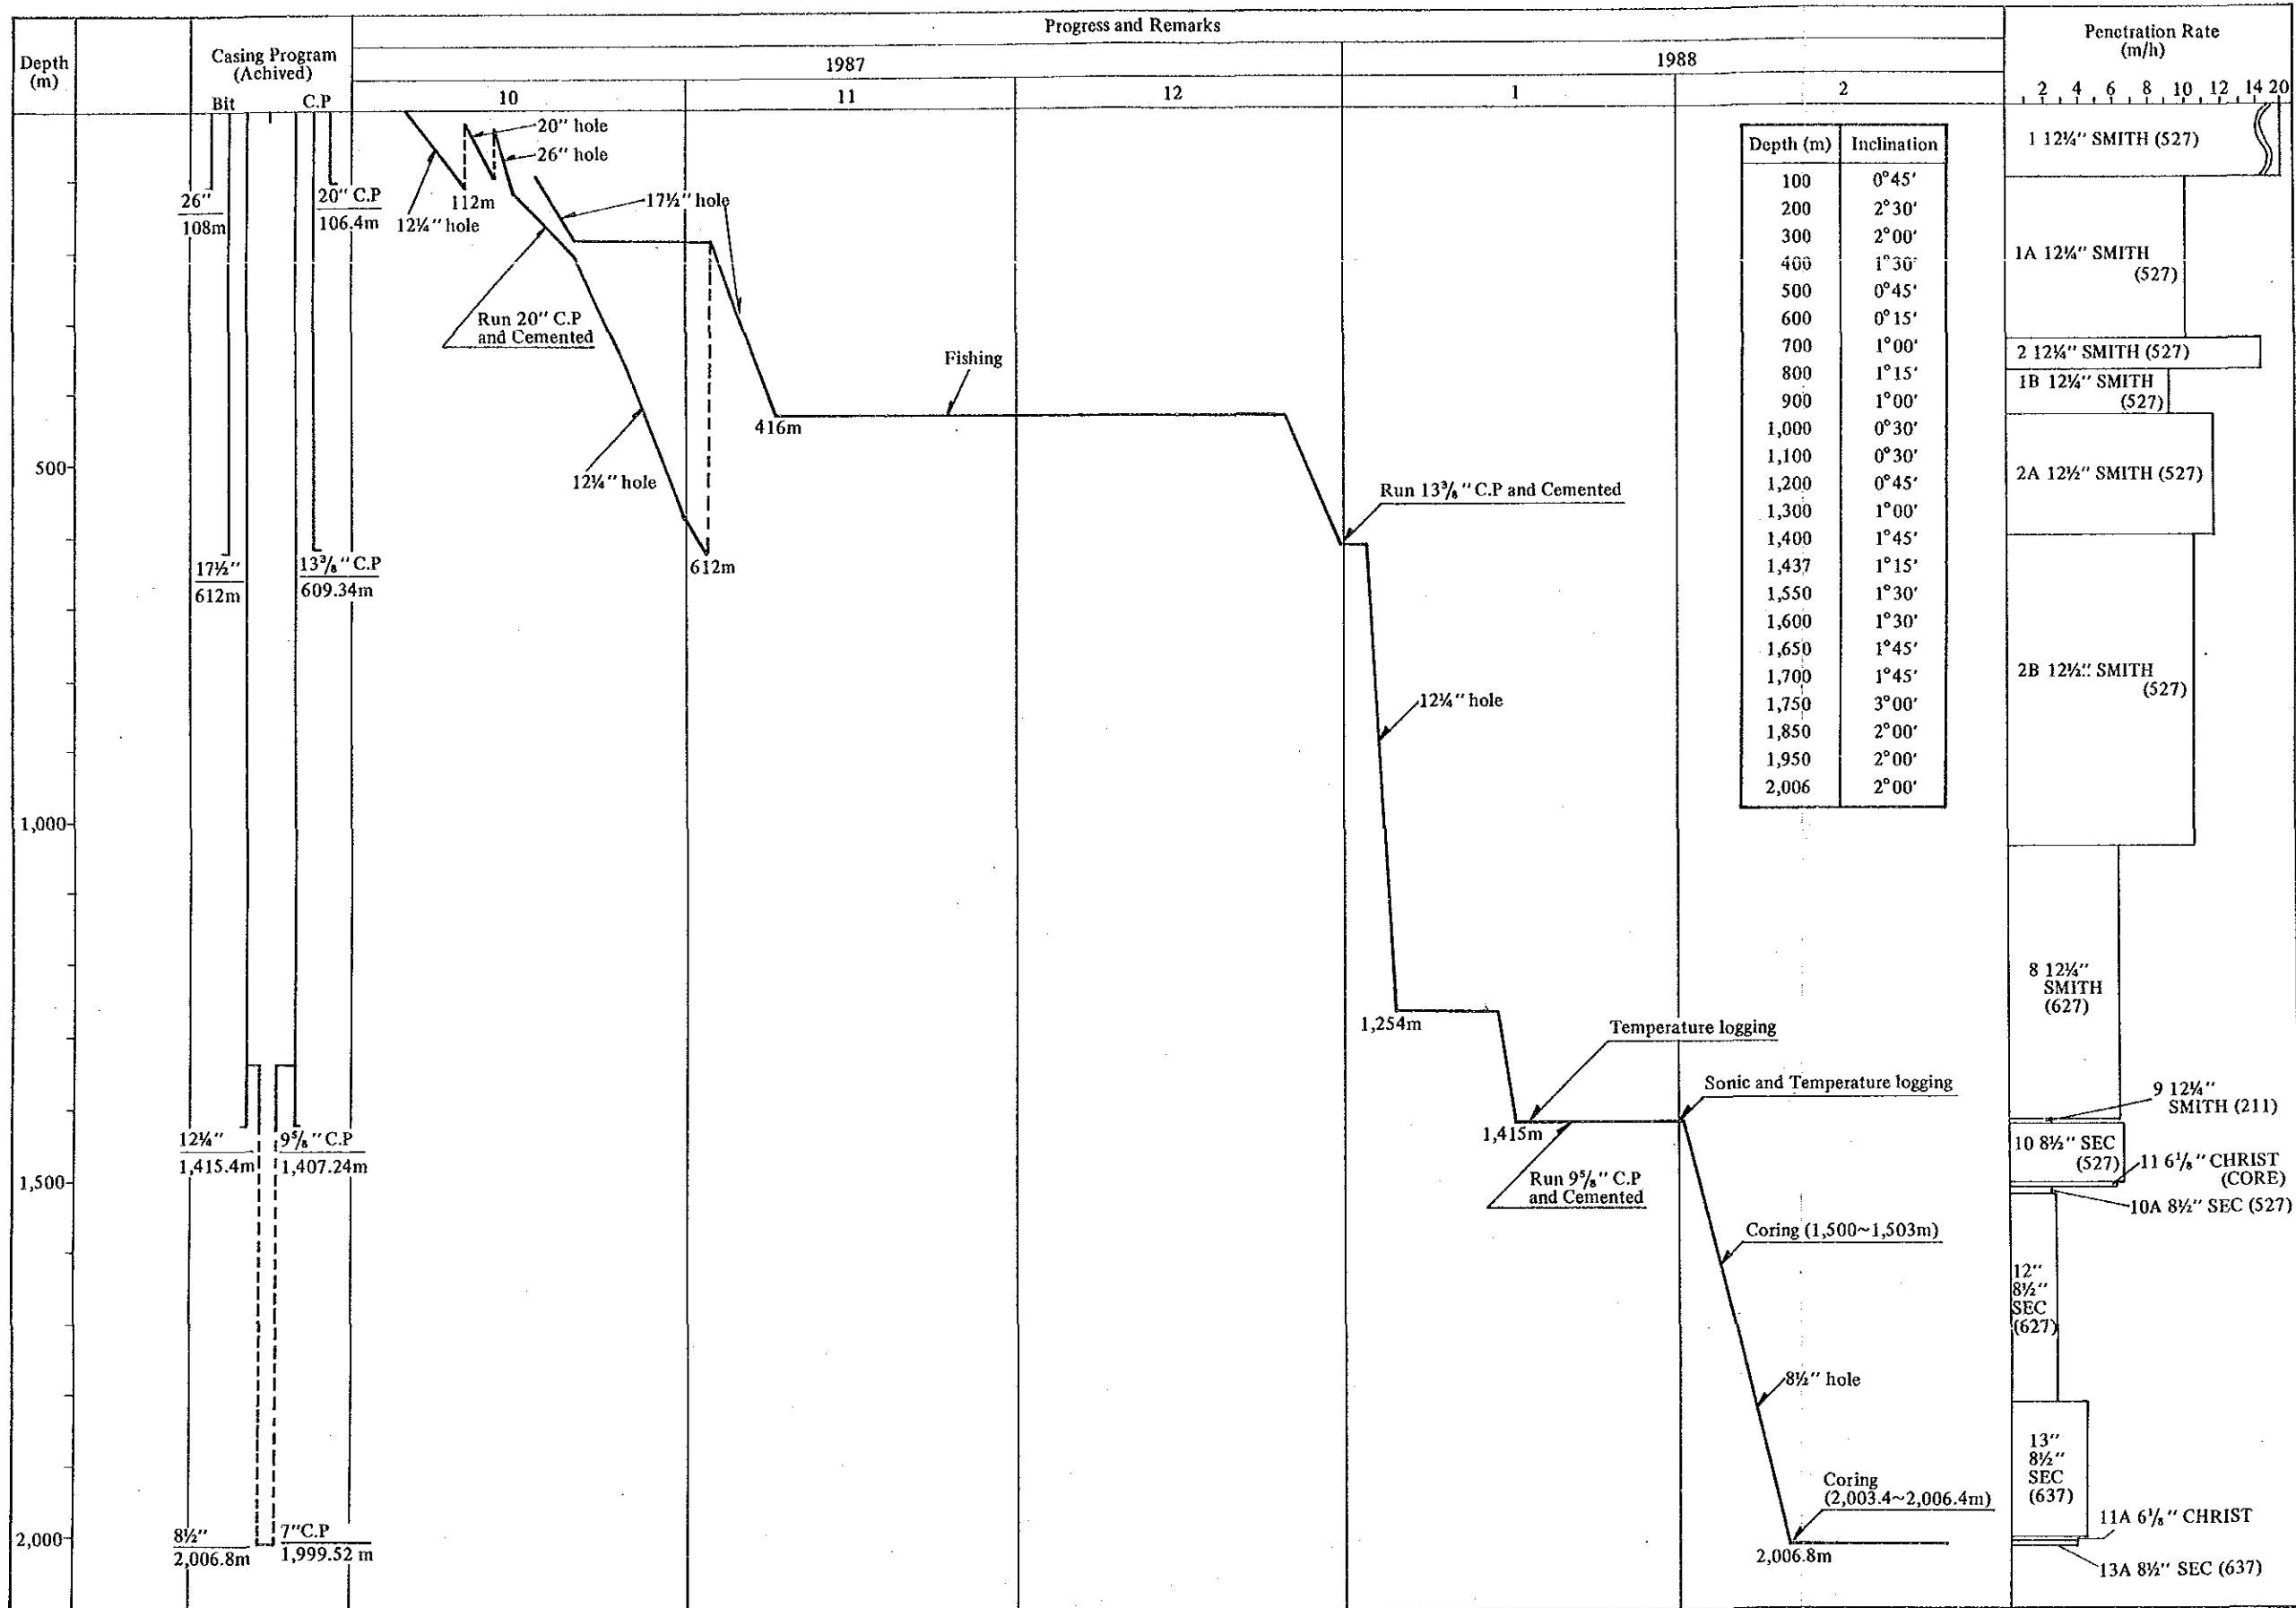 Progress and Remarks
Depth
(m)
Casing Program
(Achived)
Bit
C.P
1987
1988
10
11
12
1
2
Penetration Rate
(m/h)
2 4 6 8 10 12 14 20
500
1,000
1,500
2,000
26"
108m
20" C.P
106.4m
17½"
612m
13⅜" C.P
609.34m
12¼"
1,415.4m
9⅝" C.P
1,407.24m
8½"
2,006.8m
7" C.P
1,999.52 m
20" hole
26" hole
112m
12¼" hole
17½" hole
Run 20" C.P
and Cemented
12¼" hole
612m
Fishing
416m
Run 13⅜" C.P and Cemented
12¼" hole
1,254m
Temperature logging
Sonic and Temperature logging
1,415m
Run 9⅝" C.P
and Cemented
Coring (1,500~1,503m)
8½" hole
Coring
(2,003.4~2,006.4m)
2,006.8m
Depth (m) Inclination
100 0°45'
200 2°30'
300 2°00'
400 1°30'
500 0°45'
600 0°15'
700 1°00'
800 1°15'
900 1°00'
1,000 0°30'
1,100 0°30'
1,200 0°45'
1,300 1°00'
1,400 1°45'
1,437 1°15'
1,550 1°30'
1,600 1°30'
1,650 1°45'
1,700 1°45'
1,750 3°00'
1,850 2°00'
1,950 2°00'
2,006 2°00'
1 12¼" SMITH (527)
1A 12¼" SMITH
(527)
2 12¼" SMITH (527)
1B 12¼" SMITH
(527)
2A 12½" SMITH (527)
2B 12½" SMITH
(527)
8 12¼"
SMITH
(627)
9 12¼"
SMITH (211)
10 8½" SEC
(527)
11 6⅛" CHRIST
(CORE)
10A 8½" SEC (527)
12"
8½"
SEC
(627)
13"
8½"
SEC
(637)
11A 6⅛" CHRIST
13A 8½" SEC (637)